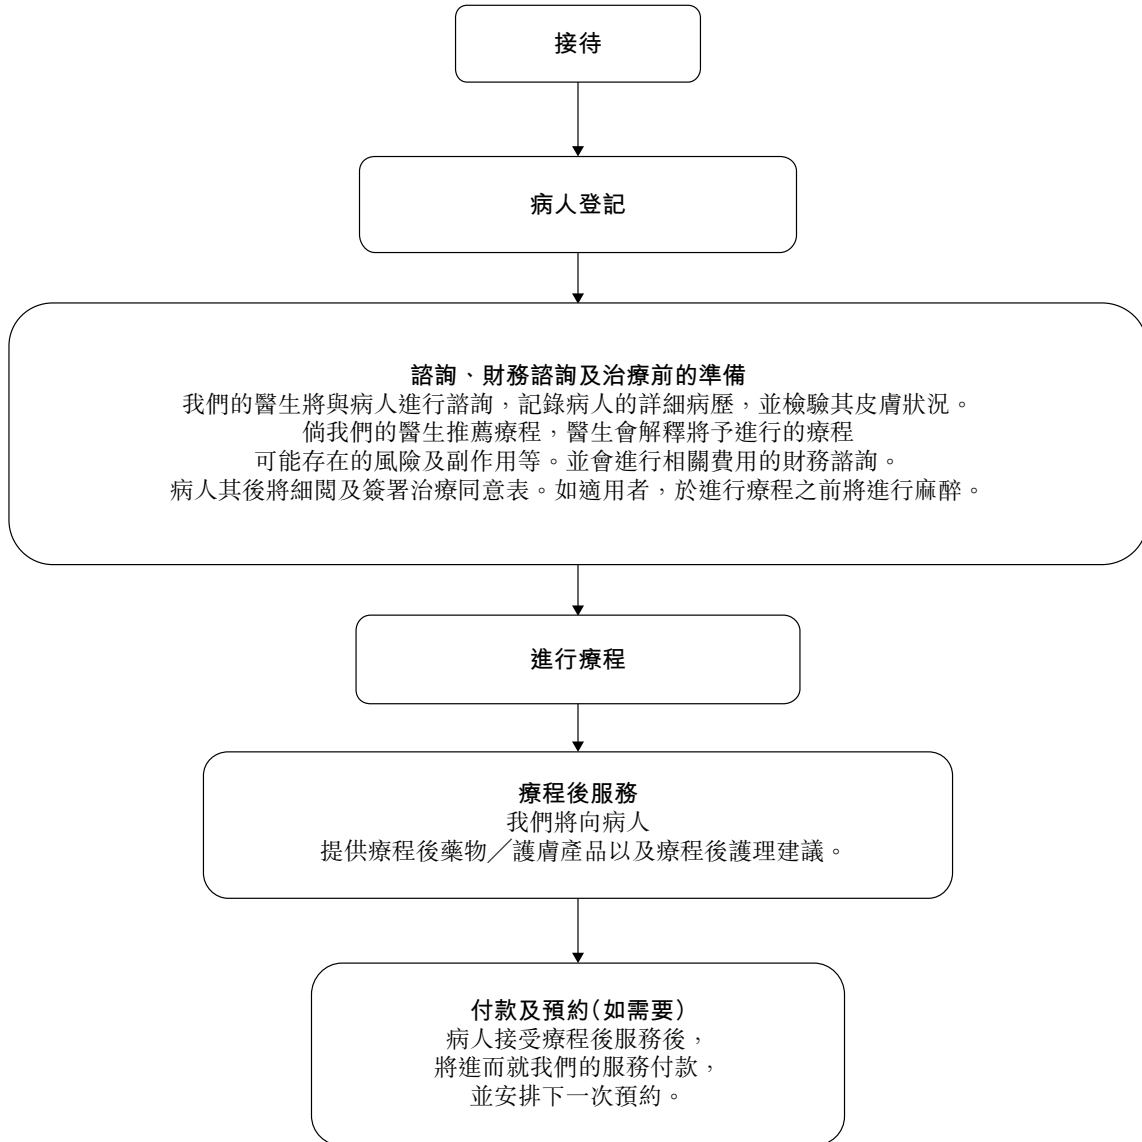 接待
病人登記
諮詢、財務諮詢及治療前的準備
我們的醫生將與病人進行諮詢，記錄病人的詳細病歷，並檢驗其皮膚狀況。
倘我們的醫生推薦療程，醫生會解釋將予進行的療程
可能存在的風險及副作用等。並會進行相關費用的財務諮詢。
病人其後將細閱及簽署治療同意表。如適用者，於進行療程之前將進行麻醉。
進行療程
療程後服務
我們將向病人
提供療程後藥物╱護膚產品以及療程後護理建議。
付款及預約(如需要)
病人接受療程後服務後，
將進而就我們的服務付款，
並安排下一次預約。